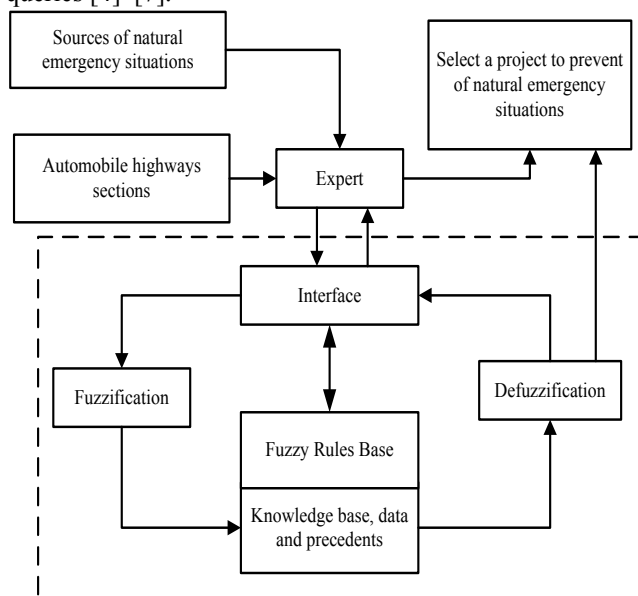 Sources of natural
emergency situations
Select a project to prevent
of natural emergency
situations
Automobile highways
sections
Expert
Interface
Fuzzification
Defuzzification
Fuzzy Rules Base
Knowledge base, data
and precedents